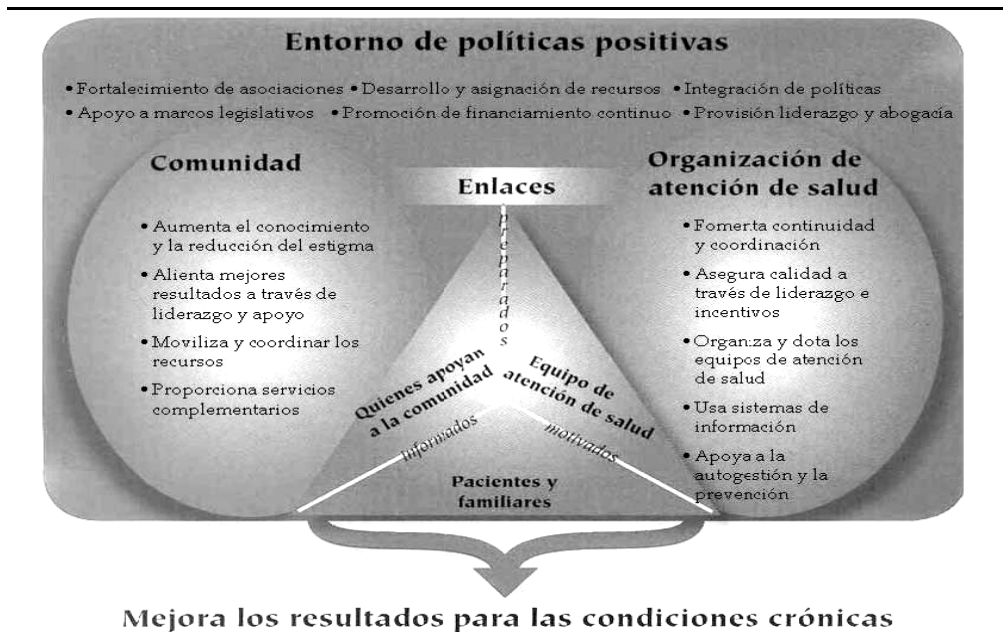 Entorno de políticas positivas
• Fortalecimiento de asociaciones • Desarrollo y asignación de recursos • Integración de políticas
• Apoyo a marcos legislativos • Promoción de financiamiento continuo • Provisión liderazgo y abogacía
Comunidad
• Aumenta el conocimiento
y la reducción del estigma
• Alienta mejores
resultados a través de
liderazgo y apoyo
• Moviliza y coordinar los
recursos
• Proporciona servicios
complementarios
Enlaces
preparados
Quienes apoyan
a la comunidad
Equipo de
atención de salud
informados
motivados
Pacientes y
familiares
Organización de
atención de salud
• Fomenta continuidad
y coordinación
• Asegura calidad a
través de liderazgo e
incentivos
• Organiza y dota los
equipos de atención
de salud
• Usa sistemas de
información
• Apoya a la
autogestión y la
prevención
Mejora los resultados para las condiciones crónicas